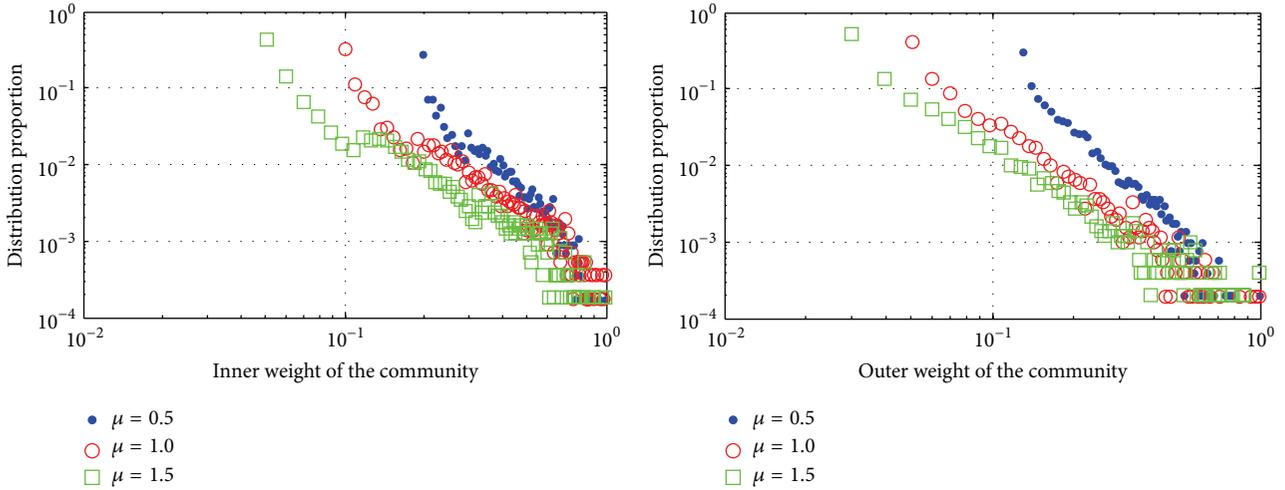 10^0
10^-1
10^-2
10^-3
10^-4
Distribution proportion
10^-2
10^-1
10^0
Inner weight of the community
μ = 0.5
μ = 1.0
μ = 1.5
10^0
10^-1
10^-2
10^-3
10^-4
Distribution proportion
10^-2
10^-1
10^0
Outer weight of the community
μ = 0.5
μ = 1.0
μ = 1.5